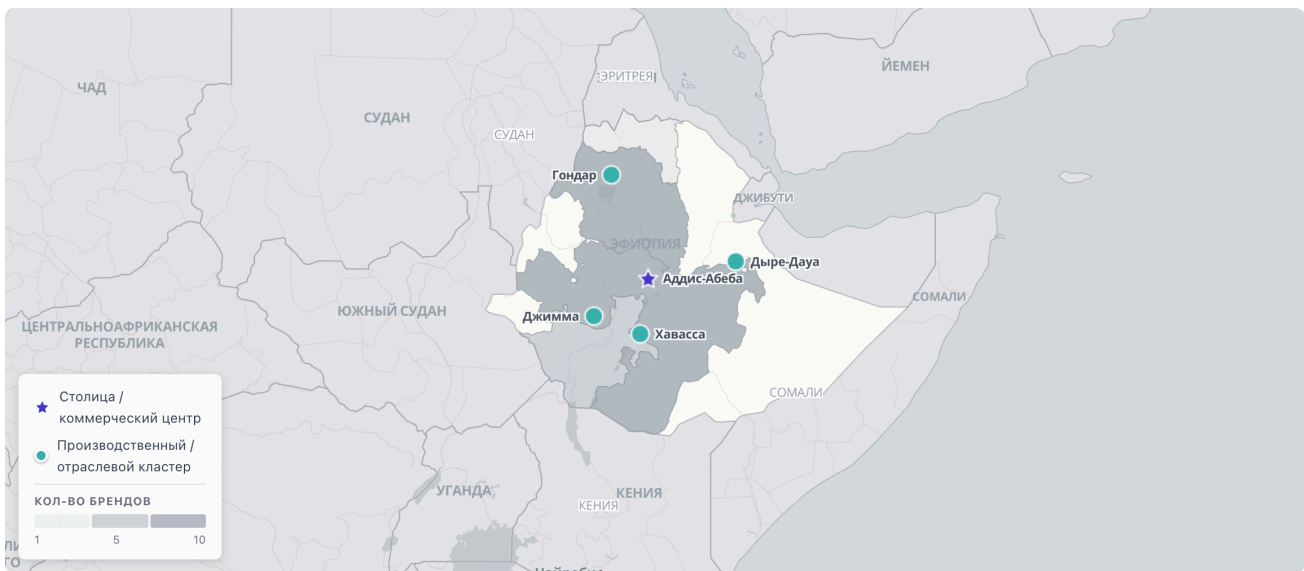 ЙЕМЕН
ЭРИТРЕЯ
ЧАД
СУДАН
СУДАН
Гондар
ДЖИБУТИ
ЭФИОПИЯ
Дыре-Дауа
Аддис-Абеба
СОМАЛИ
ЮЖНЫЙ СУДАН
Джимма
ЦЕНТРАЛЬНОАФРИКАНСКАЯ
РЕСПУБЛИКА
Хавасса
СОМАЛИ
УГАНДА
КЕНИЯ
КЕНИЯ
Столица /
коммерческий центр
Производственный /
отраслевой кластер
КОЛ-ВО БРЕНДОВ
1 5 10